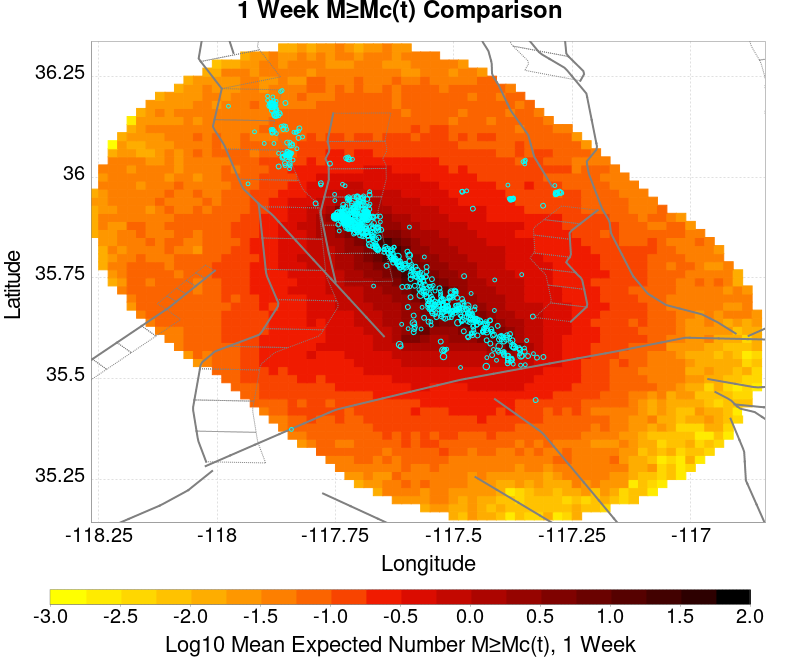 1 Week M≥Mc(t) Comparison
36.25
36
35.75
35.5
35.25
Latitude
-118.25 -118 -117.75 -117.5 -117.25 -117
Longitude
-3.0 -2.5 -2.0 -1.5 -1.0 -0.5 0.0 0.5 1.0 1.5 2.0
Log10 Mean Expected Number M≥Mc(t), 1 Week